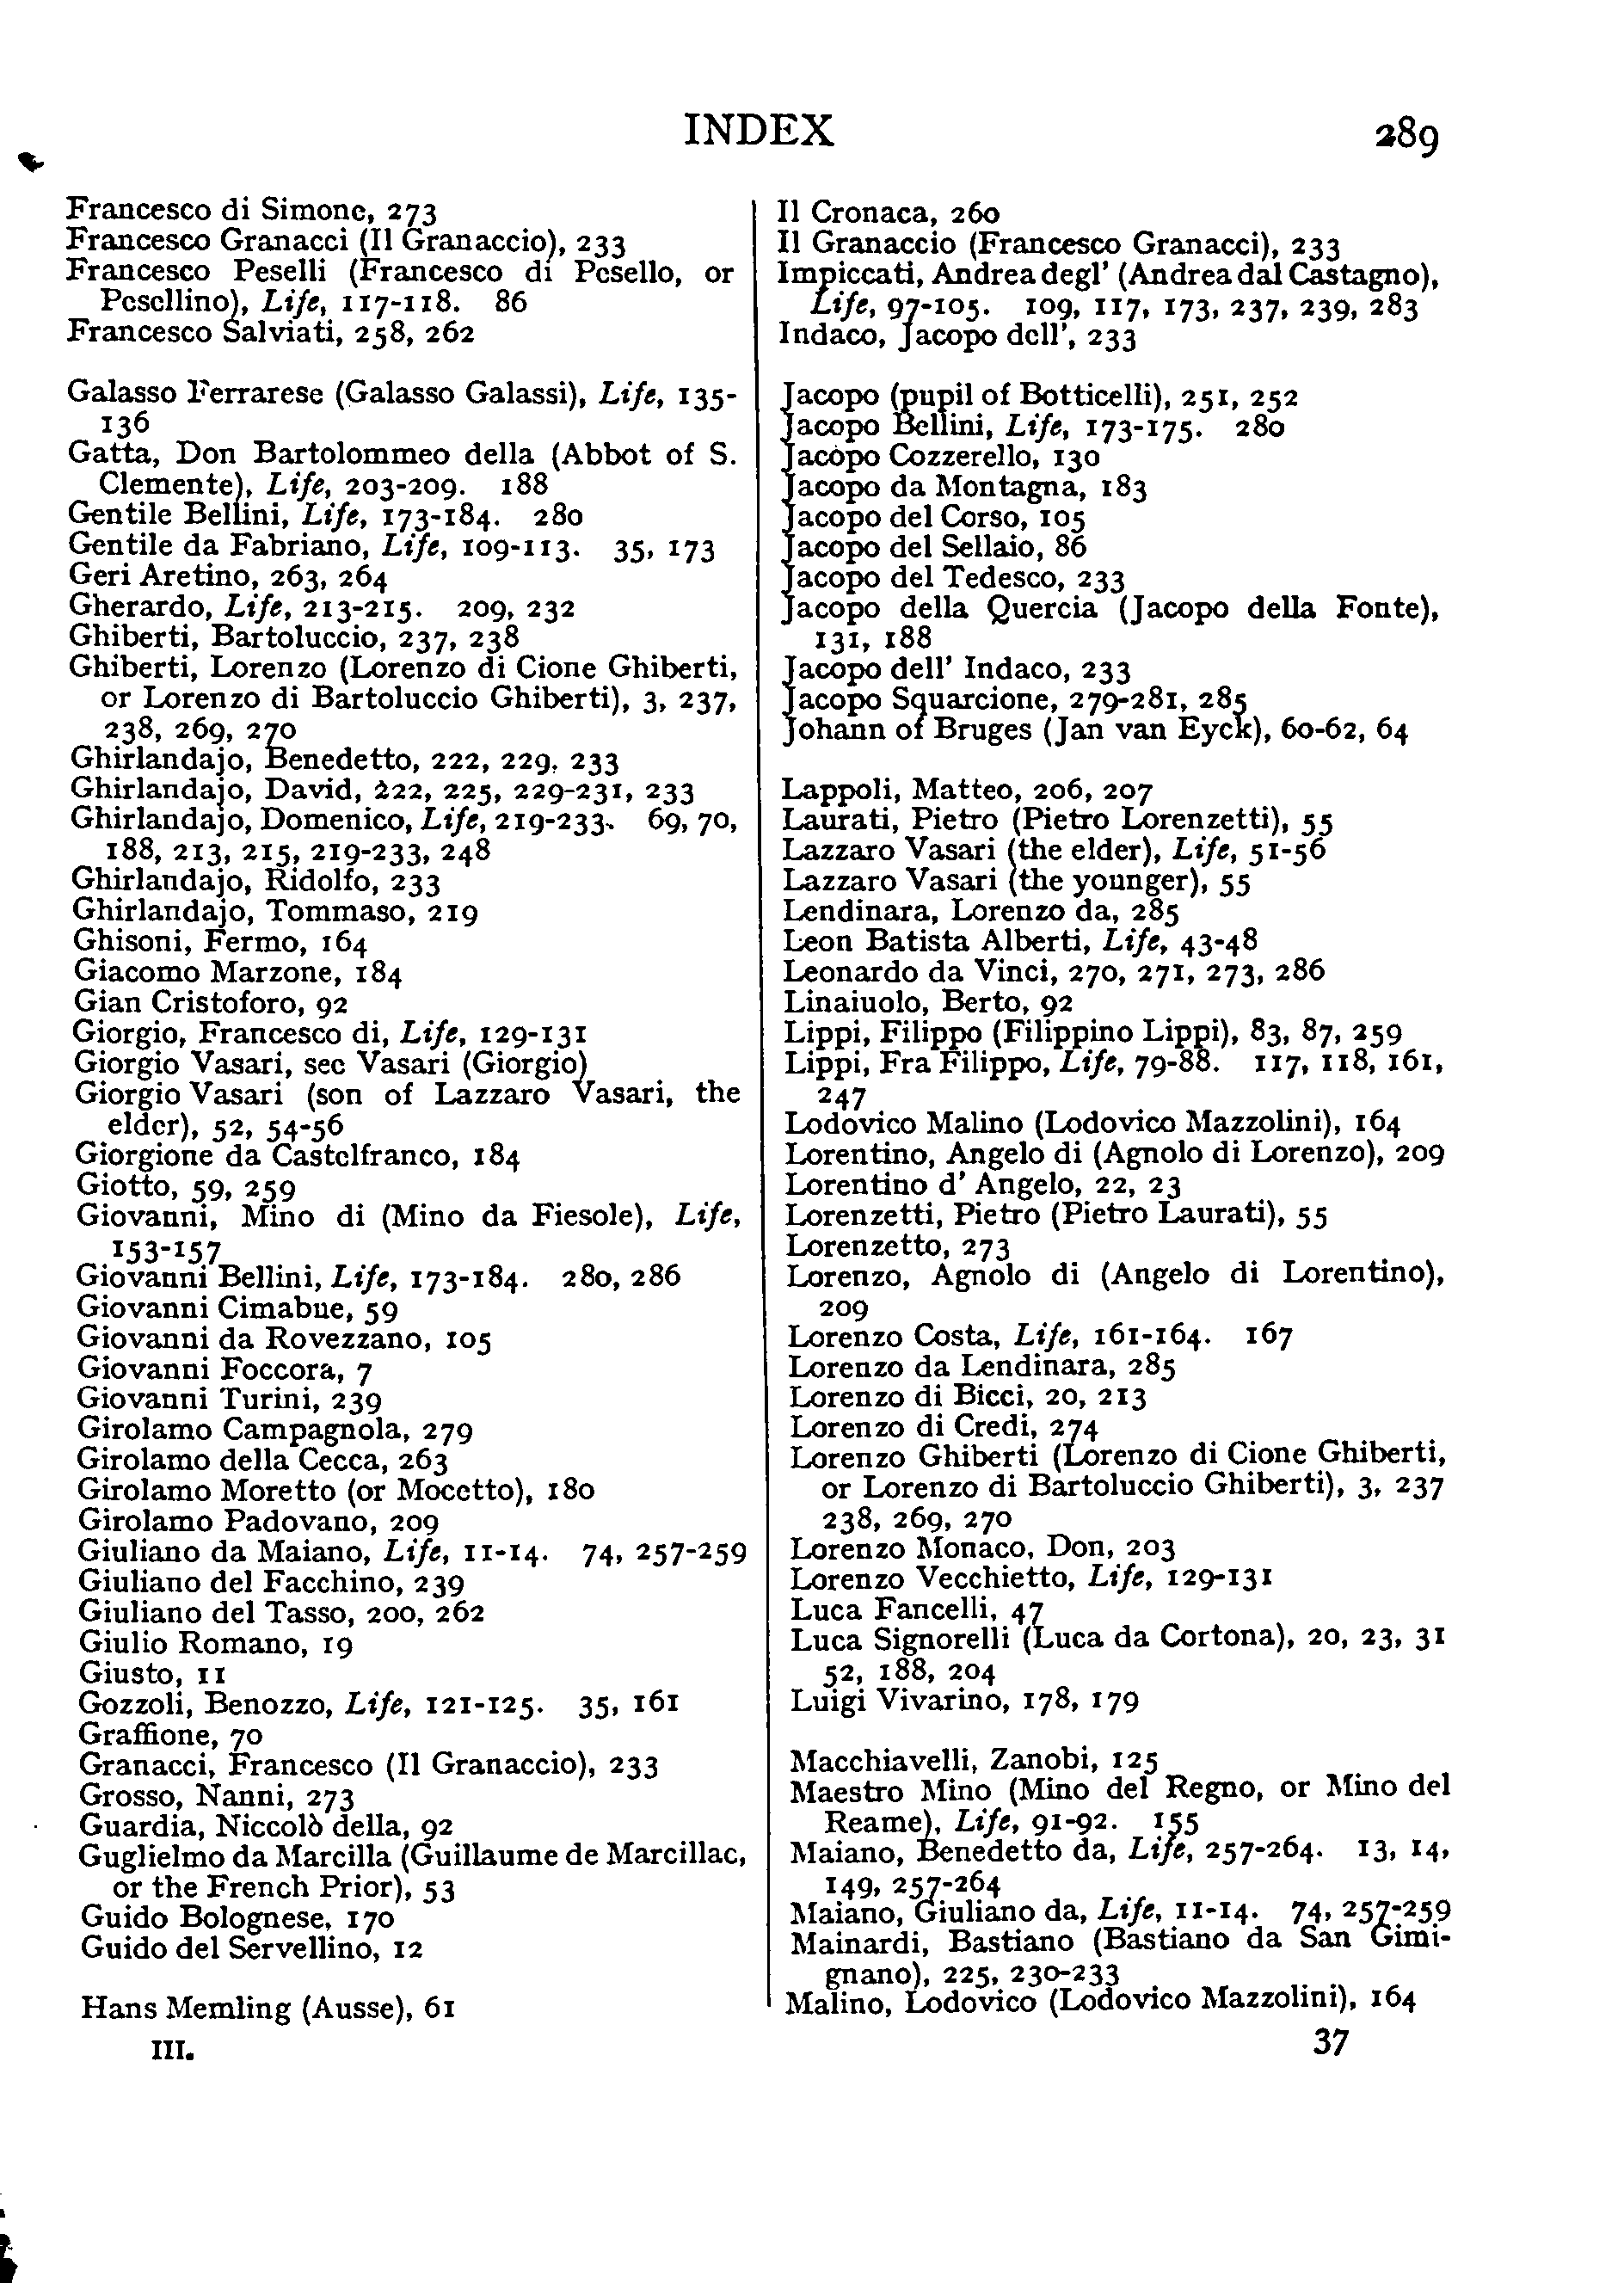 INDEX 289
Francesco di Simone, 273
Francesco Granacci (Il Granaccio), 233
Francesco Peselli (Francesco di Pesello, or
Pesellino), Life, 117-118. 86
Francesco Salviati, 258, 262
Galasso Ferrarese (Galasso Galassi), Life, 135-
136
Gatta, Don Bartolommeo della (Abbot of S.
Clemente), Life, 203-209. 188
Gentile Bellini, Life, 173-184. 280
Gentile da Fabriano, Life, 109-113. 35, 173
Geri Aretino, 263, 264
Gherardo, Life, 213-215. 209, 232
Ghiberti, Bartoluccio, 237, 238
Ghiberti, Lorenzo (Lorenzo di Cione Ghiberti,
or Lorenzo di Bartoluccio Ghiberti), 3, 237,
238, 269, 270
Ghirlandajo, Benedetto, 222, 229, 233
Ghirlandajo, David, 222, 225, 229-231, 233
Ghirlandajo, Domenico, Life, 219-233. 69, 70,
188, 213, 215, 219-233, 248
Ghirlandajo, Ridolfo, 233
Ghirlandajo, Tommaso, 219
Ghisoni, Fermo, 164
Giacomo Marzone, 184
Gian Cristoforo, 92
Giorgio, Francesco di, Life, 129-131
Giorgio Vasari, see Vasari (Giorgio)
Giorgio Vasari (son of Lazzaro Vasari, the
elder), 52, 54-56
Giorgione da Castelfranco, 184
Giotto, 59, 259
Giovanni, Mino di (Mino da Fiesole), Life,
153-157
Giovanni Bellini, Life, 173-184. 280, 286
Giovanni Cimabue, 59
Giovanni da Rovezzano, 105
Giovanni Foccora, 7
Giovanni Turini, 239
Girolamo Campagnola, 279
Girolamo della Cecca, 263
Girolamo Moretto (or Mocetto), 180
Girolamo Padovano, 209
Giuliano da Maiano, Life, 11-14. 74, 257-259
Giuliano del Facchino, 239
Giuliano del Tasso, 200, 262
Giulio Romano, 19
Giusto, 11
Gozzoli, Benozzo, Life, 121-125. 35, 161
Graffione, 70
Granacci, Francesco (Il Granaccio), 233
Grosso, Nanni, 273
Guardia, Niccolò della, 92
Guglielmo da Marcilla (Guillaume de Marcillac,
or the French Prior), 53
Guido Bolognese, 170
Guido del Servellino, 12
Hans Memling (Ausse), 61
III.
Il Cronaca, 260
Il Granaccio (Francesco Granacci), 233
Impiccati, Andrea degl' (Andrea dal Castagno),
Life, 97-105. 109, 117, 173, 237, 239, 283
Indaco, Jacopo dell', 233
Jacopo (pupil of Botticelli), 251, 252
Jacopo Bellini, Life, 173-175. 280
Jacopo Cozzerello, 130
Jacopo da Montagna, 183
Jacopo del Corso, 105
Jacopo del Sellaio, 86
Jacopo del Tedesco, 233
Jacopo della Quercia (Jacopo della Fonte),
131, 188
Jacopo dell' Indaco, 233
Jacopo Squarcione, 279-281, 285
Johann of Bruges (Jan van Eyck), 60-62, 64
Lappoli, Matteo, 206, 207
Laurati, Pietro (Pietro Lorenzetti), 55
Lazzaro Vasari (the elder), Life, 51-56
Lazzaro Vasari (the younger), 55
Lendinara, Lorenzo da, 285
Leon Batista Alberti, Life, 43-48
Leonardo da Vinci, 270, 271, 273, 286
Linaiuolo, Berto, 92
Lippi, Filippo (Filippino Lippi), 83, 87, 259
Lippi, Fra Filippo, Life, 79-88. 117, 118, 161,
247
Lodovico Malino (Lodovico Mazzolini), 164
Lorentino, Angelo di (Agnolo di Lorenzo), 209
Lorentino d' Angelo, 22, 23
Lorenzetti, Pietro (Pietro Laurati), 55
Lorenzetto, 273
Lorenzo, Agnolo di (Angelo di Lorentino),
209
Lorenzo Costa, Life, 161-164. 167
Lorenzo da Lendinara, 285
Lorenzo di Bicci, 20, 213
Lorenzo di Credi, 274
Lorenzo Ghiberti (Lorenzo di Cione Ghiberti,
or Lorenzo di Bartoluccio Ghiberti), 3, 237
238, 269, 270
Lorenzo Monaco, Don, 203
Lorenzo Vecchietto, Life, 129-131
Luca Fancelli, 47
Luca Signorelli (Luca da Cortona), 20, 23, 31
52, 188, 204
Luigi Vivarino, 178, 179
Macchiavelli, Zanobi, 125
Maestro Mino (Mino del Regno, or Mino del
Reame), Life, 91-92. 155
Maiano, Benedetto da, Life, 257-264. 13, 14,
149, 257-264
Maiano, Giuliano da, Life, 11-14. 74, 257-259
Mainardi, Bastiano (Bastiano da San Gimi-
gnano), 225, 230-233
Malino, Lodovico (Lodovico Mazzolini), 164
37